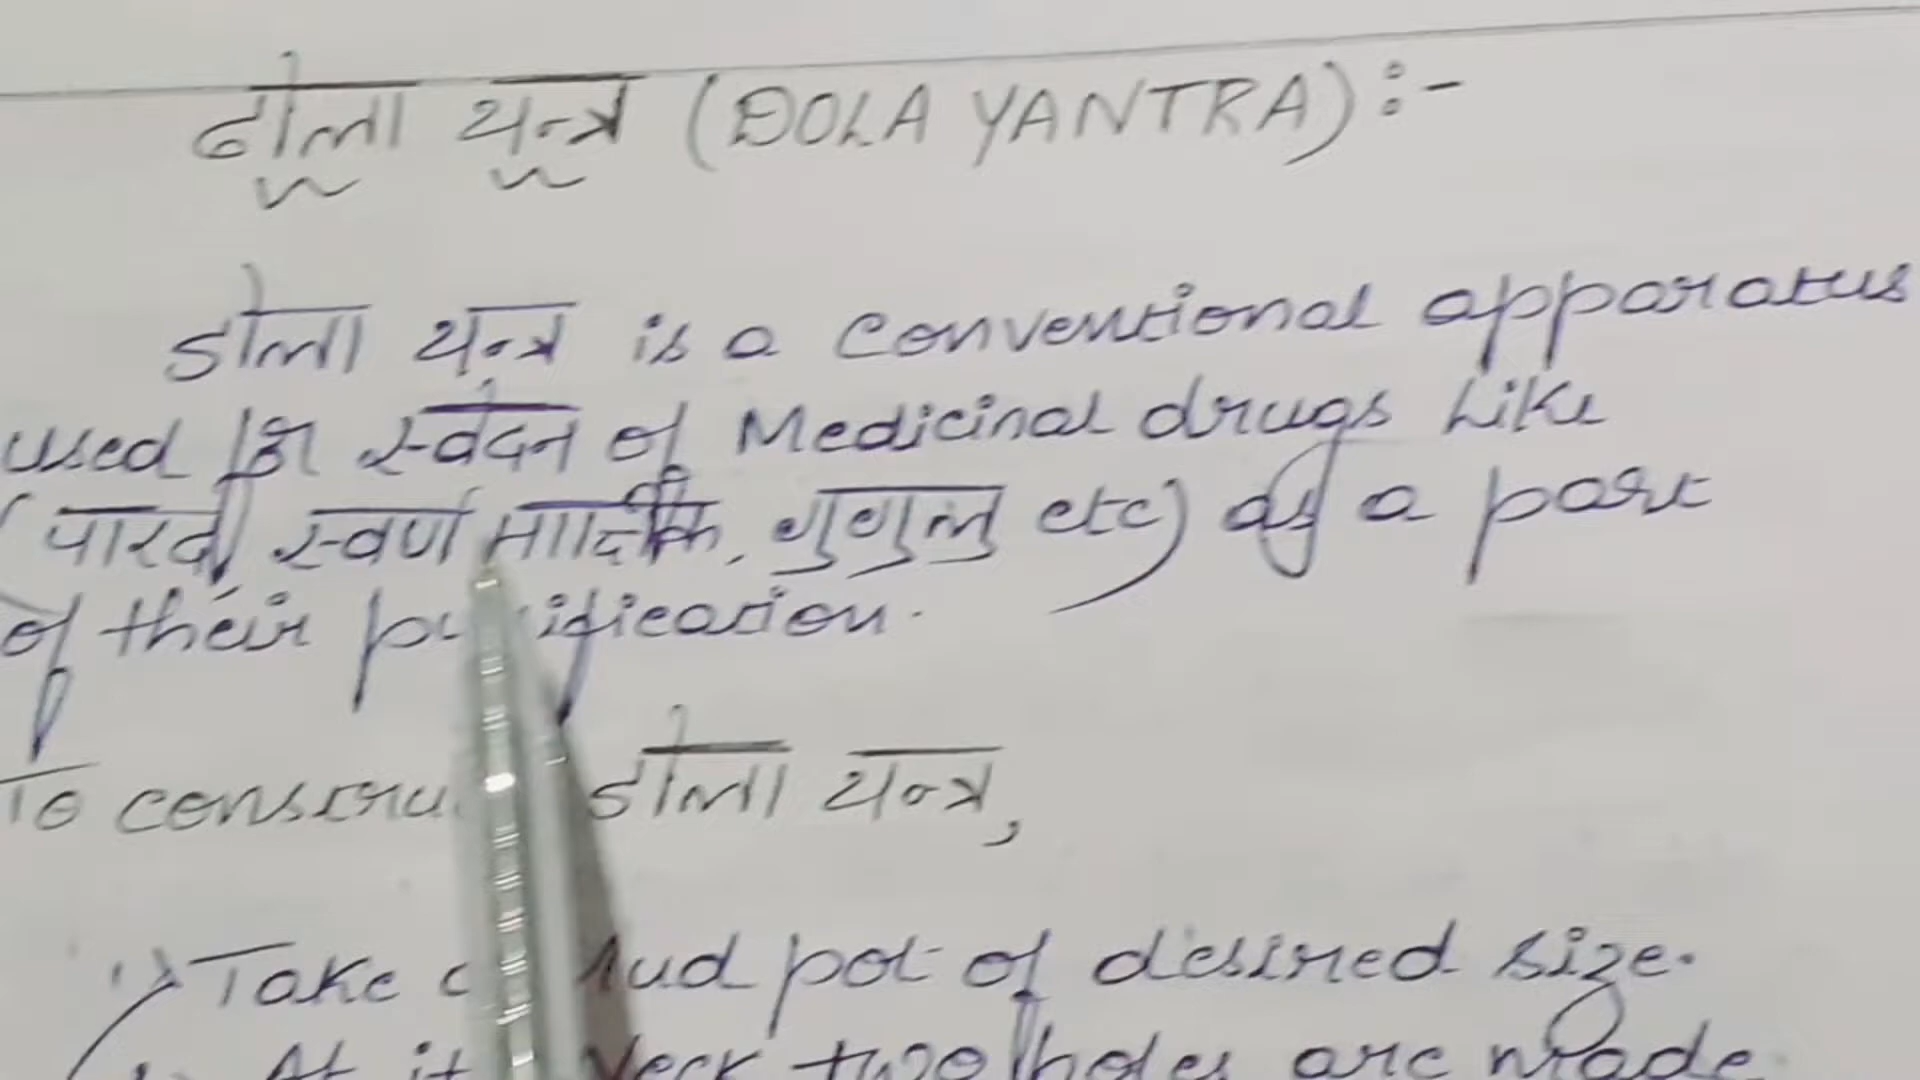 ढोला यन्त्र (DOLA YANTRA):-
डोला यन्त्र is a conventional apparatus
used for स्वेदन of Medicinal drugs like
(पारद, स्वर्ण माक्षिक, गुगुलु etc) as a part
of their purification.
To construct डोला यन्त्र,
1) Take a mud pot of desired size.
At its Neck two holes are made